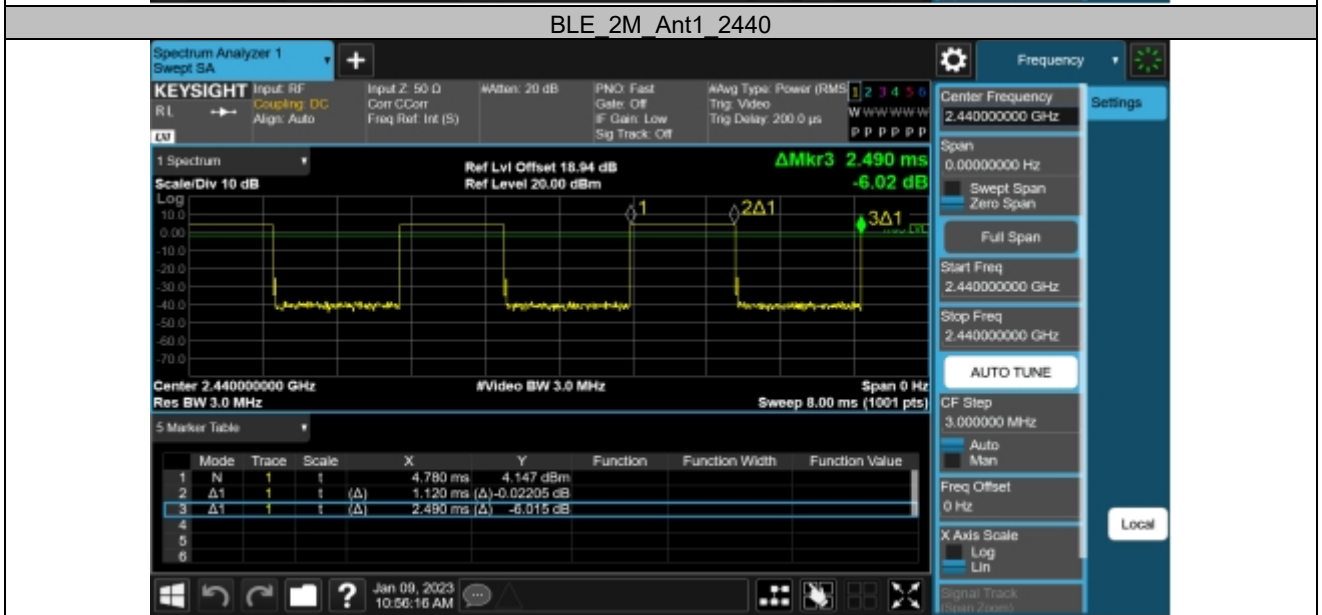 BLE_2M_Ant1_2440
Spectrum Analyzer 1
Swept SA
Frequency
KEYSIGHT
RL
LXI
Input: RF
Coupling: DC
Align: Auto
Input Z: 50 Ω
Corr CCorr
Freq Ref: Int (S)
#Atten: 20 dB
PNO: Fast
Gate: Off
IF Gain: Low
Sig Track: Off
#Avg Type: Power (RMS
Trig: Video
Trig Delay: 200.0 µs
1 2 3 4 5 6
W W W W W W
P P P P P P
1 Spectrum
Scale/Div 10 dB
Ref Lvl Offset 18.94 dB
Ref Level 20.00 dBm
ΔMkr3 2.490 ms
-6.02 dB
Log
10.0
0.00
-10.0
-20.0
-30.0
-40.0
-50.0
-60.0
-70.0
1
2Δ1
3Δ1
Center 2.440000000 GHz
#Video BW 3.0 MHz
Span 0 Hz
Res BW 3.0 MHz
Sweep 8.00 ms (1001 pts)
5 Marker Table
Mode Trace Scale X Y Function Function Width Function Value
1 N 1 t 4.780 ms 4.147 dBm
2 Δ1 1 t (Δ) 1.120 ms (Δ) -0.02205 dB
3 Δ1 1 t (Δ) 2.490 ms (Δ) -6.015 dB
4
5
6
Jan 09, 2023
10:56:16 AM
Center Frequency
2.440000000 GHz
Settings
Span
0.00000000 Hz
Swept Span
Zero Span
Full Span
Start Freq
2.440000000 GHz
Stop Freq
2.440000000 GHz
AUTO TUNE
CF Step
3.000000 MHz
Auto
Man
Freq Offset
0 Hz
X Axis Scale
Log
Lin
Signal Track
(Span Zoom)
Local